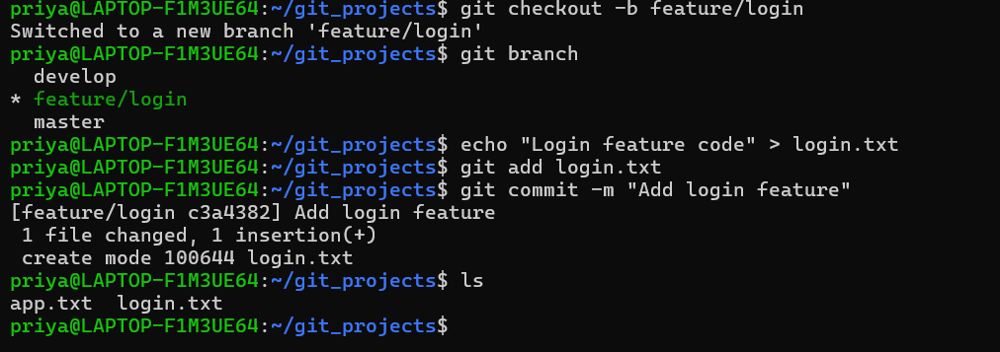 priya@LAPTOP-F1M3UE64:~/git_projects$ git checkout -b feature/login
Switched to a new branch 'feature/login'
priya@LAPTOP-F1M3UE64:~/git_projects$ git branch
  develop
* feature/login
  master
priya@LAPTOP-F1M3UE64:~/git_projects$ echo "Login feature code" > login.txt
priya@LAPTOP-F1M3UE64:~/git_projects$ git add login.txt
priya@LAPTOP-F1M3UE64:~/git_projects$ git commit -m "Add login feature"
[feature/login c3a4382] Add login feature
 1 file changed, 1 insertion(+)
 create mode 100644 login.txt
priya@LAPTOP-F1M3UE64:~/git_projects$ ls
app.txt  login.txt
priya@LAPTOP-F1M3UE64:~/git_projects$